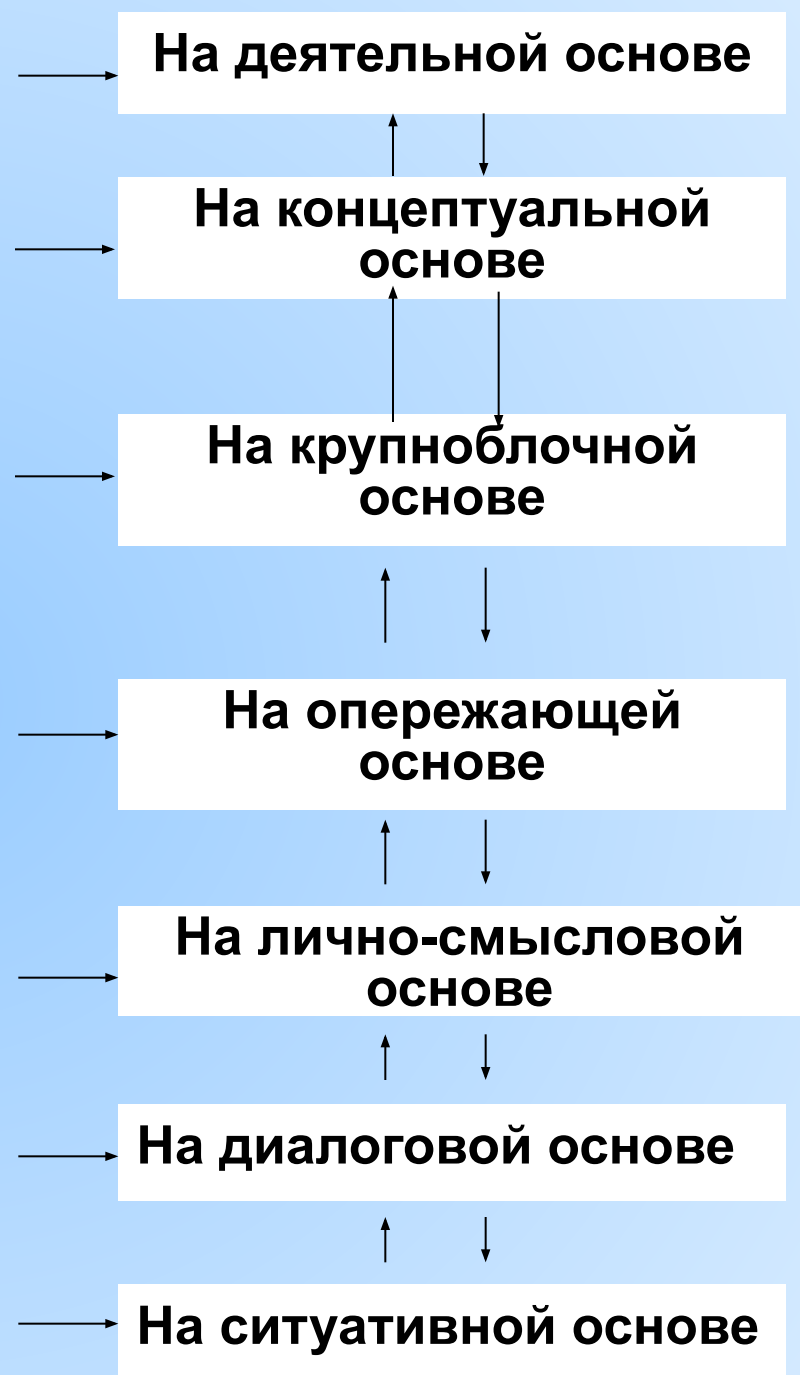 На деятельной основе
На концептуальной
основе
На крупноблочной
основе
На опережающей
основе
На лично-смысловой
основе
На диалоговой основе
На ситуативной основе